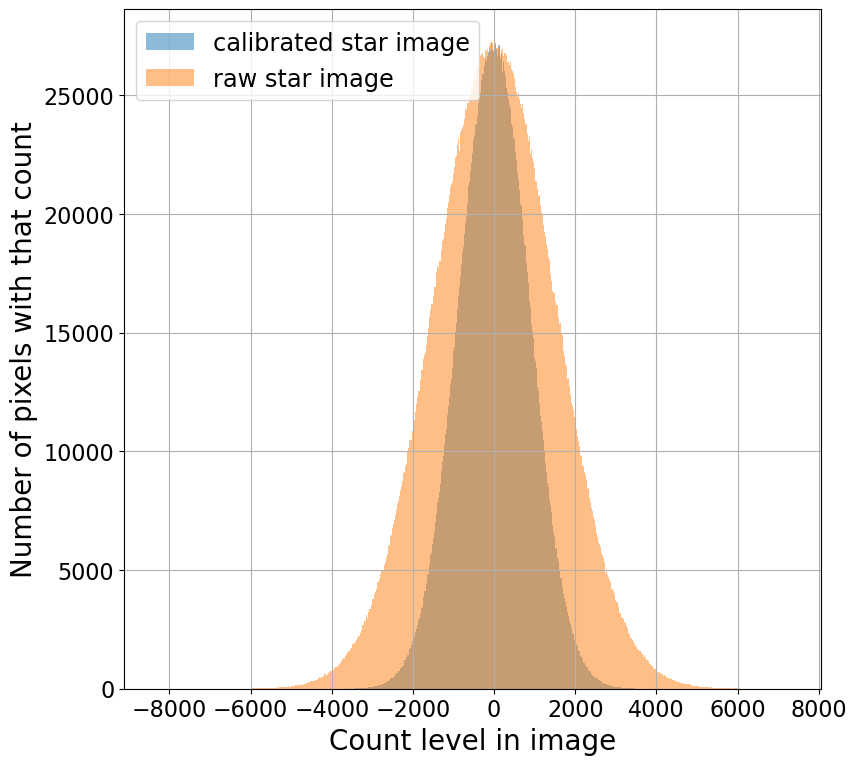 calibrated star image
raw star image
25000
20000
15000
10000
5000
0
−8000 −6000 −4000 −2000 0 2000 4000 6000 8000
Number of pixels with that count
Count level in image